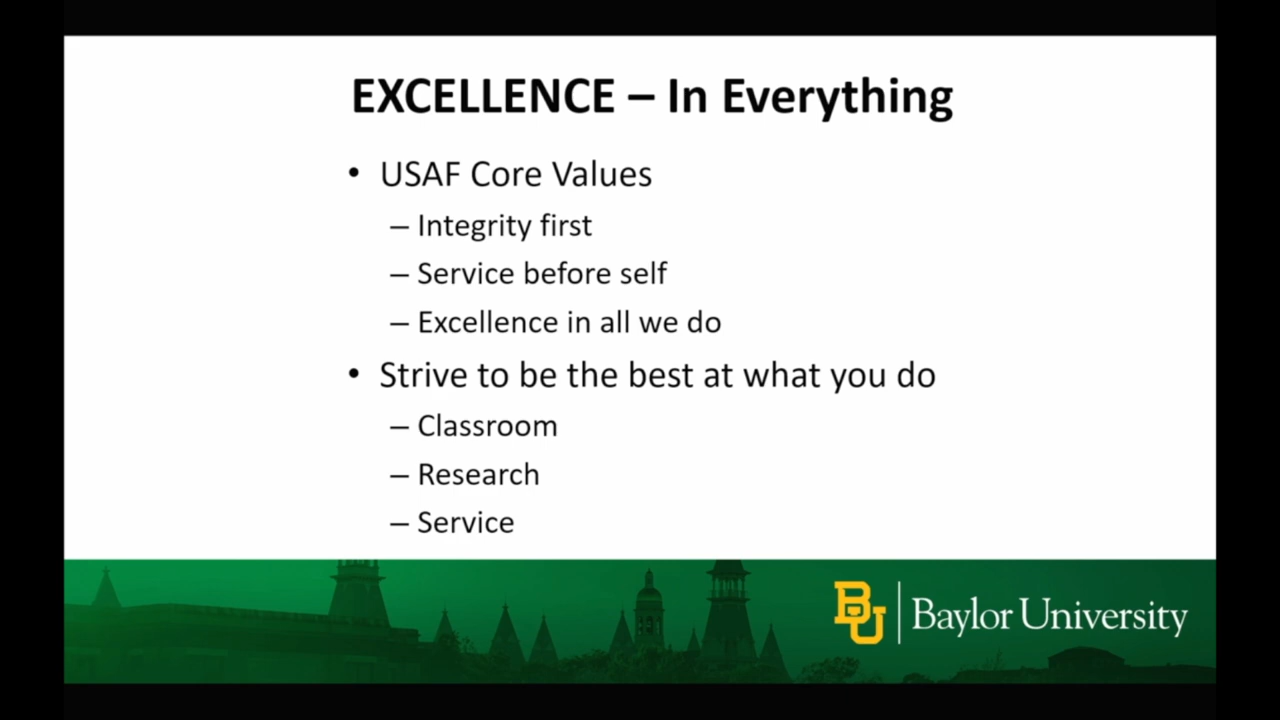 EXCELLENCE – In Everything
• USAF Core Values
– Integrity first
– Service before self
– Excellence in all we do
• Strive to be the best at what you do
– Classroom
– Research
– Service
BU | Baylor University